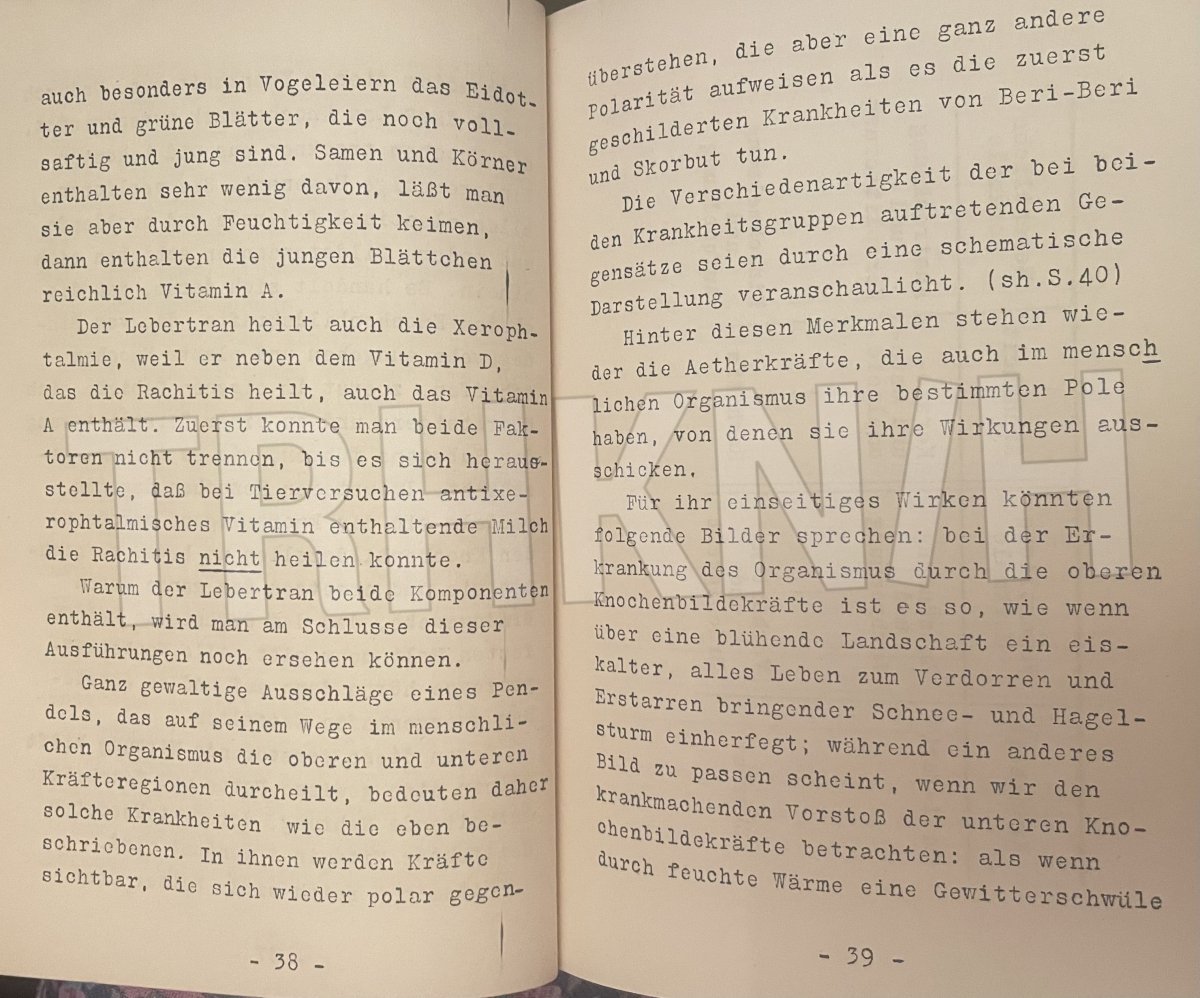 auch besonders in Vogeleiern das Eidot-
ter und grüne Blätter, die noch voll-
saftig und jung sind. Samen und Körner
enthalten sehr wenig davon, läßt man
sie aber durch Feuchtigkeit keimen,
dann enthalten die jungen Blättchen
reichlich Vitamin A.
Der Lebertran heilt auch die Xeroph-
talmie, weil er neben dem Vitamin D,
das die Rachitis heilt, auch das Vitamin
A enthält. Zuerst konnte man beide Fak-
toren nicht trennen, bis es sich heraus-
stellte, daß bei Tierversuchen antixe-
rophtalmisches Vitamin enthaltende Milch
die Rachitis nicht heilen konnte.
Warum der Lebertran beide Komponenten
enthält, wird man am Schlusse dieser
Ausführungen noch ersehen können.
Ganz gewaltige Ausschläge eines Pen-
dels, das auf seinem Wege im menschli-
chen Organismus die oberen und unteren
Kräfteregionen durcheilt, bedeuten daher
solche Krankheiten wie die eben be-
schriebenen. In ihnen werden Kräfte
sichtbar, die sich wieder polar gegen-
- 38 -
überstehen, die aber eine ganz andere
Polarität aufweisen als es die zuerst
geschilderten Krankheiten von Beri-Beri
und Skorbut tun.
Die Verschiedenartigkeit der bei bei-
den Krankheitsgruppen auftretenden Ge-
gensätze seien durch eine schematische
Darstellung veranschaulicht. (sh.S.40)
Hinter diesen Merkmalen stehen wie-
der die Aetherkräfte, die auch im mensch
lichen Organismus ihre bestimmten Pole
haben, von denen sie ihre Wirkungen aus-
schicken.
Für ihr einseitiges Wirken könnten
folgende Bilder sprechen: bei der Er-
krankung des Organismus durch die oberen
Knochenbildekräfte ist es so, wie wenn
über eine blühende Landschaft ein eis-
kalter, alles Leben zum Verdorren und
Erstarren bringender Schnee- und Hagel-
sturm einherfegt; während ein anderes
Bild zu passen scheint, wenn wir den
krankmachenden Vorstoß der unteren Kno-
chenbildekräfte betrachten: als wenn
durch feuchte Wärme eine Gewitterschwüle
- 39 -
TRHKN/H